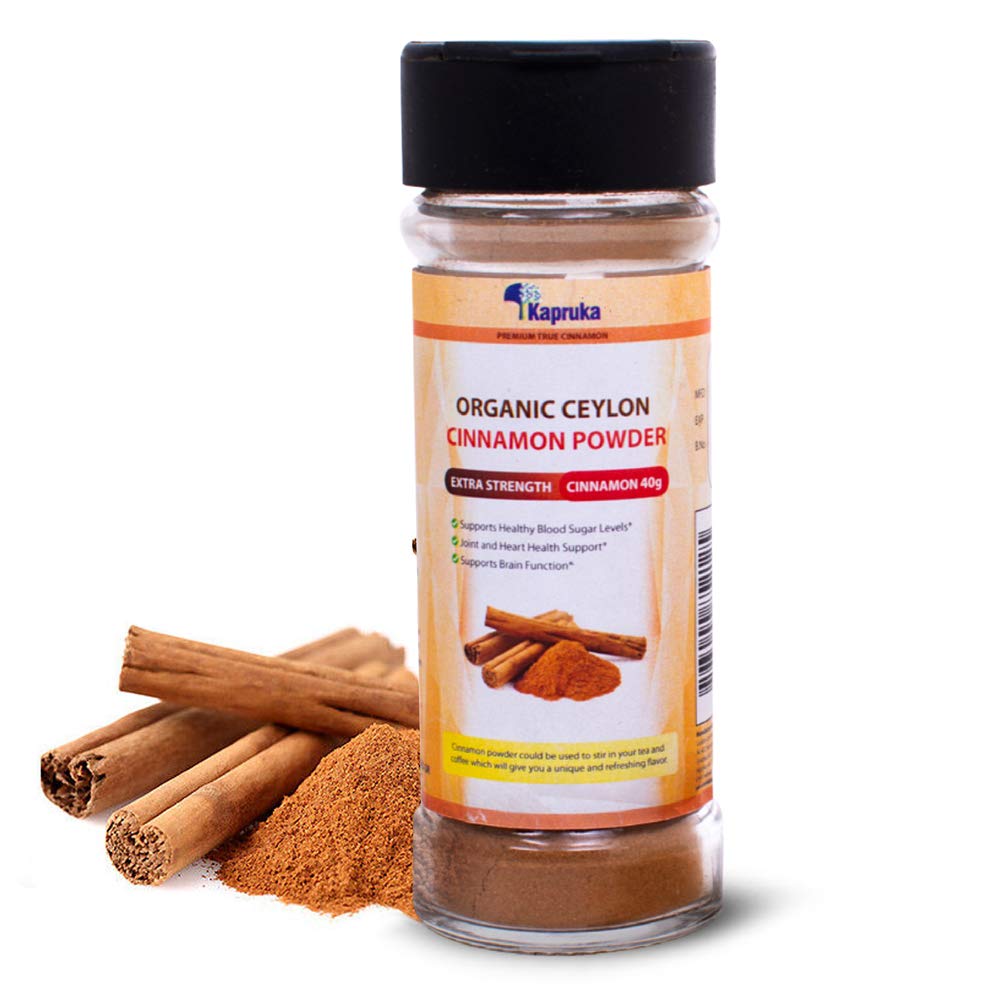 Kapruka
PREMIUM TRUE CINNAMON
ORGANIC CEYLON
CINNAMON POWDER
EXTRA STRENGTH CINNAMON 40g
Supports Healthy Blood Sugar Levels*
Joint and Heart Health Support*
Supports Brain Function*
Cinnamon powder could be used to stir in your tea and
coffee which will give you a unique and refreshing flavor.
EXP
B.No